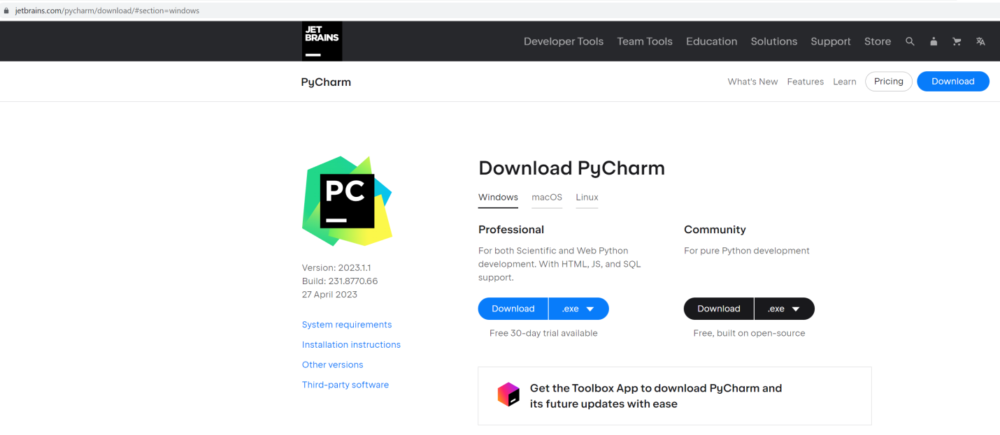 jetbrains.com/pycharm/download/#section=windows
JET
BRAINS
Developer Tools Team Tools Education Solutions Support Store
PyCharm
What's New Features Learn Pricing Download
PC
Version: 2023.1.1
Build: 231.8770.66
27 April 2023
System requirements
Installation instructions
Other versions
Third-party software
Download PyCharm
Windows macOS Linux
Professional
For both Scientific and Web Python
development. With HTML, JS, and SQL
support.
Download .exe
Free 30-day trial available
Community
For pure Python development
Download .exe
Free, built on open-source
Get the Toolbox App to download PyCharm and
its future updates with ease